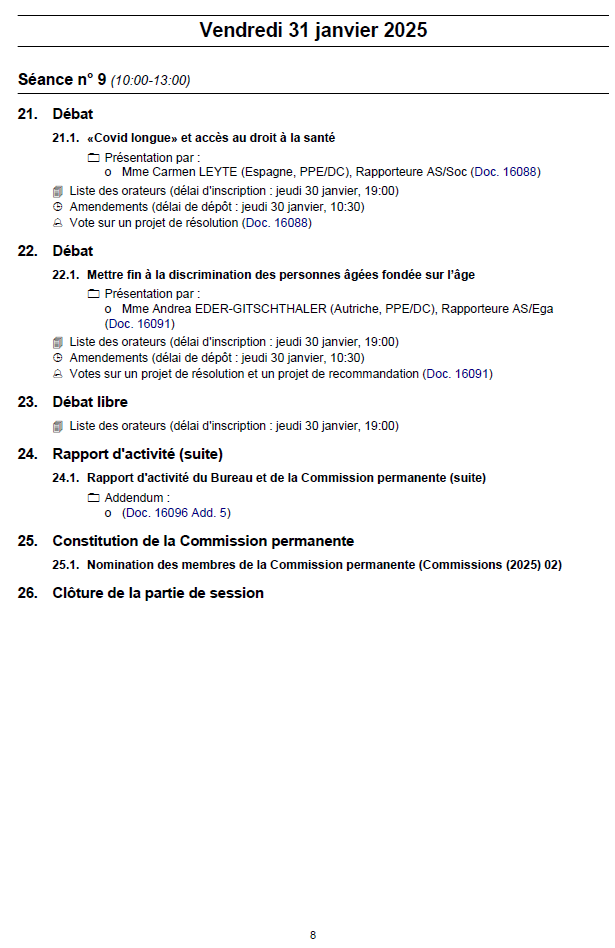 Vendredi 31 janvier 2025
Séance n° 9 (10:00-13:00)
21. Débat
21.1. «Covid longue» et accès au droit à la santé
Présentation par :
o Mme Carmen LEYTE (Espagne, PPE/DC), Rapporteure AS/Soc (Doc. 16088)
Liste des orateurs (délai d'inscription : jeudi 30 janvier, 19:00)
Amendements (délai de dépôt : jeudi 30 janvier, 10:30)
Vote sur un projet de résolution (Doc. 16088)
22. Débat
22.1. Mettre fin à la discrimination des personnes âgées fondée sur l’âge
Présentation par :
o Mme Andrea EDER-GITSCHTHALER (Autriche, PPE/DC), Rapporteure AS/Ega
(Doc. 16091)
Liste des orateurs (délai d'inscription : jeudi 30 janvier, 19:00)
Amendements (délai de dépôt : jeudi 30 janvier, 10:30)
Votes sur un projet de résolution et un projet de recommandation (Doc. 16091)
23. Débat libre
Liste des orateurs (délai d'inscription : jeudi 30 janvier, 19:00)
24. Rapport d'activité (suite)
24.1. Rapport d'activité du Bureau et de la Commission permanente (suite)
Addendum :
o (Doc. 16096 Add. 5)
25. Constitution de la Commission permanente
25.1. Nomination des membres de la Commission permanente (Commissions (2025) 02)
26. Clôture de la partie de session
8